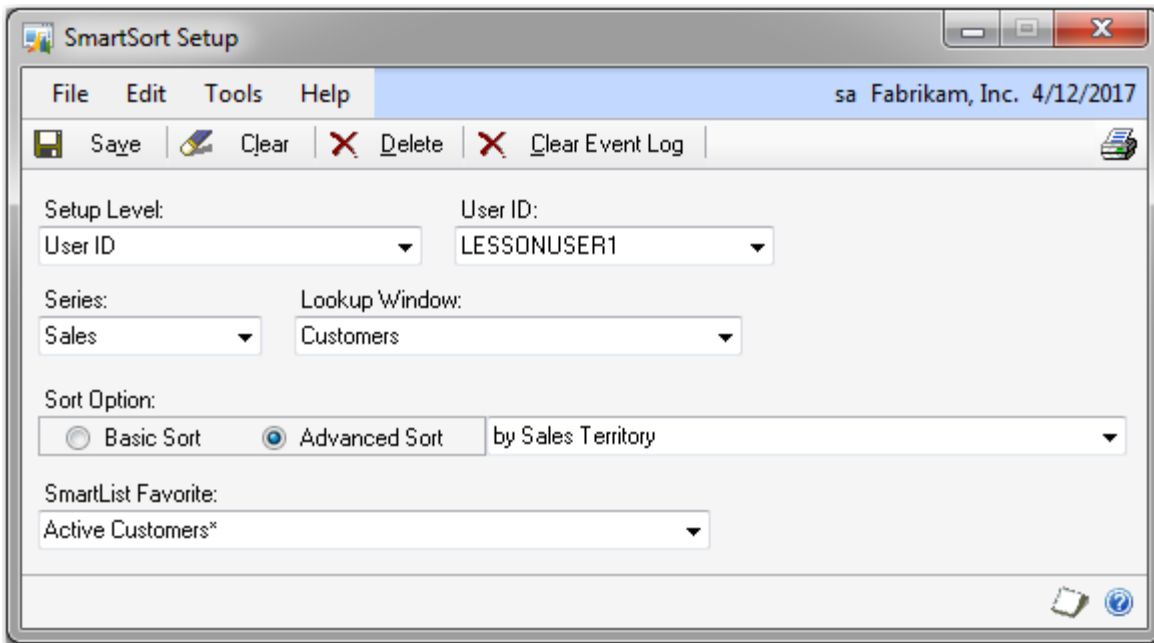 SmartSort Setup
File Edit Tools Help sa Fabrikam, Inc. 4/12/2017
Save Clear Delete Clear Event Log
Setup Level: User ID:
User ID LESSONUSER1
Series: Lookup Window:
Sales Customers
Sort Option:
Basic Sort Advanced Sort by Sales Territory
SmartList Favorite:
Active Customers*